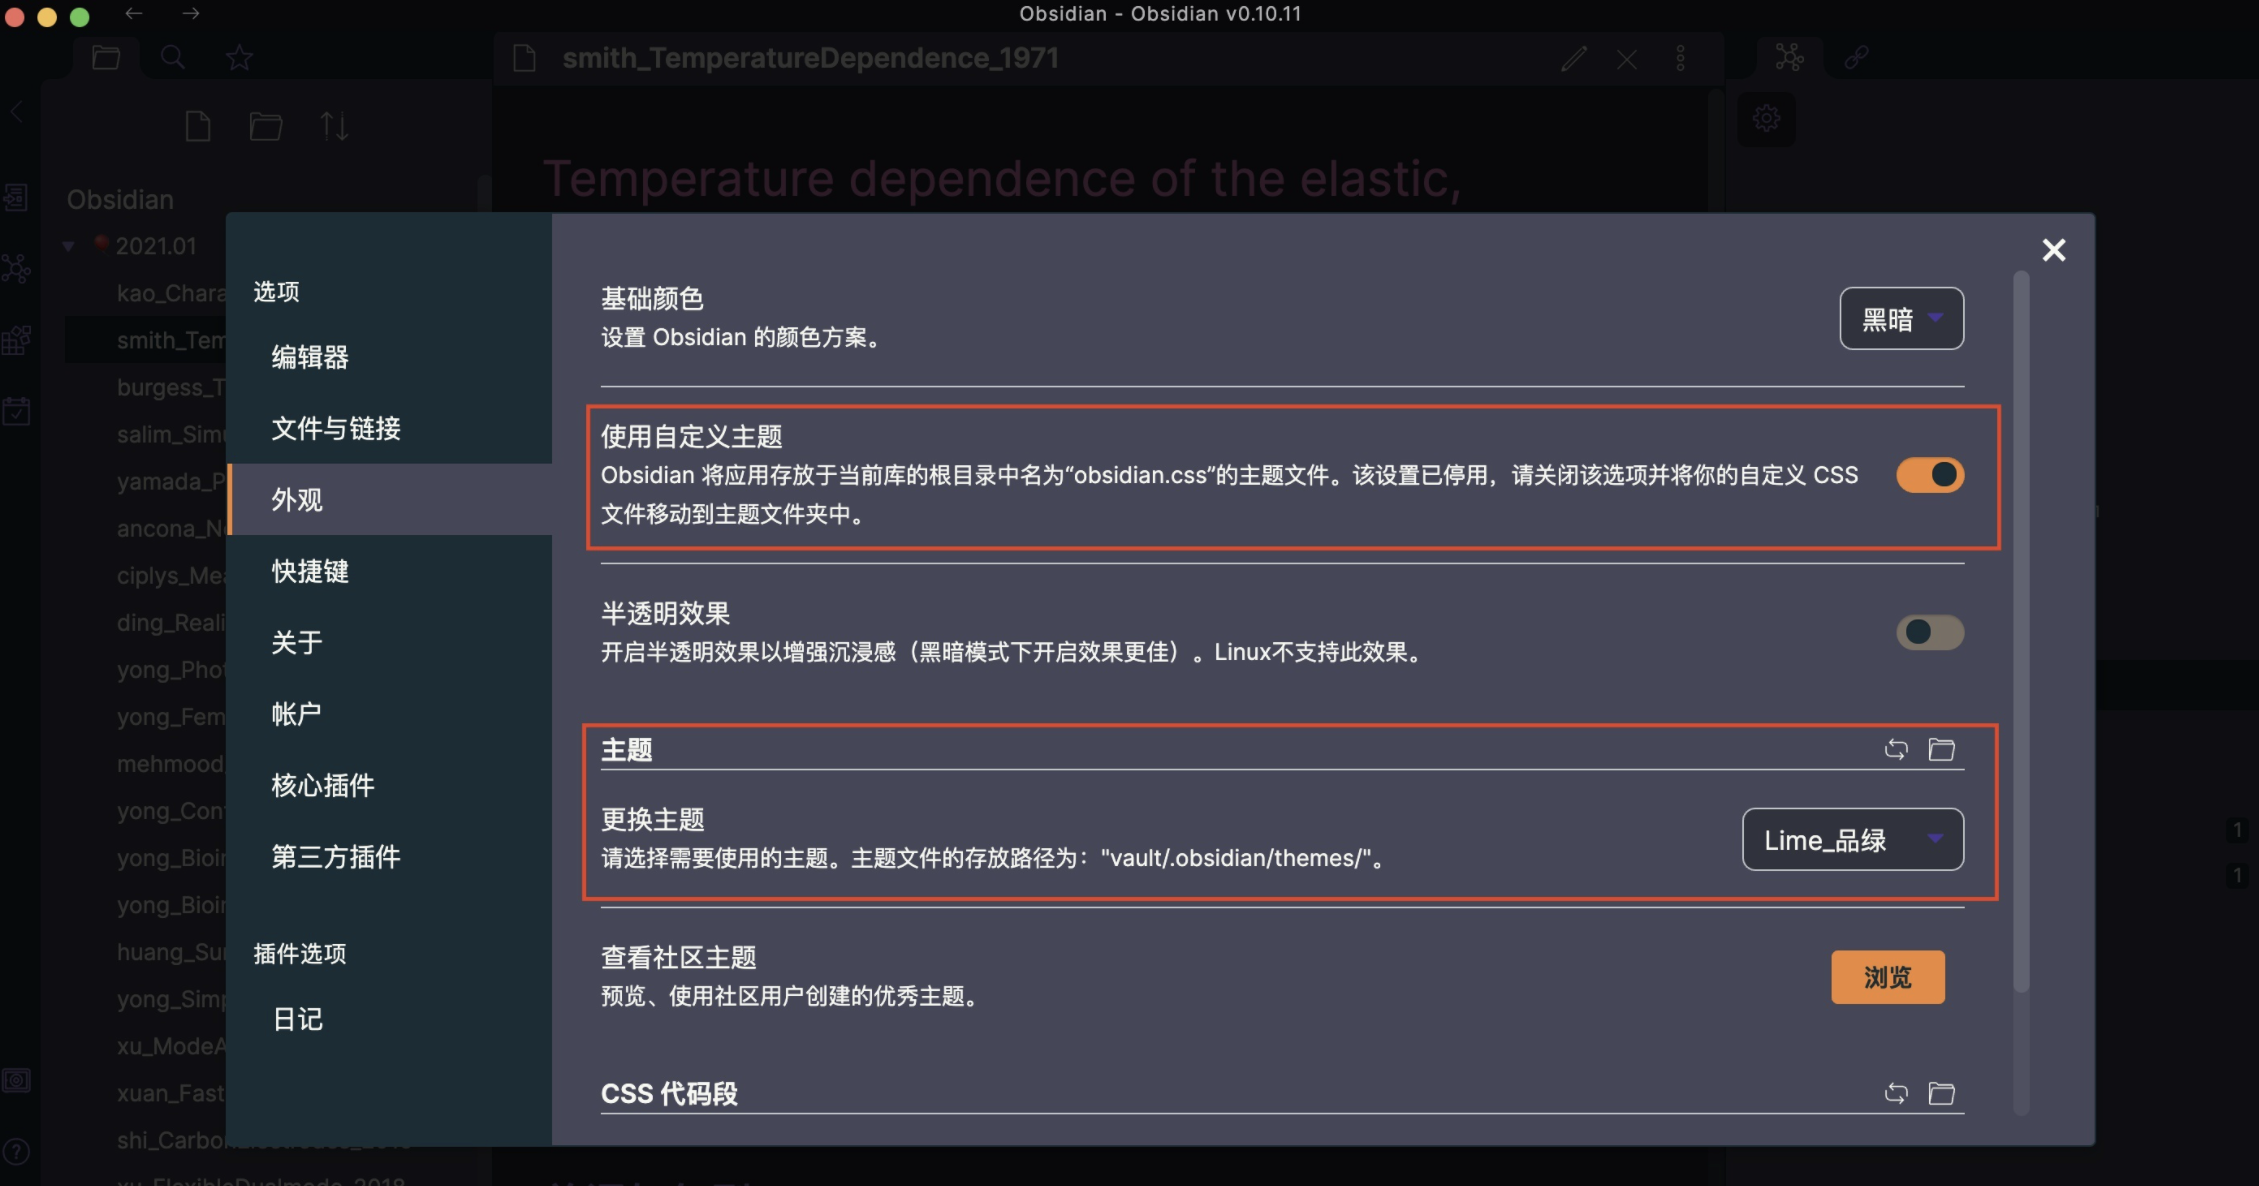 Obsidian - Obsidian v0.10.11
smith_TemperatureDependence_1971
Temperature dependence of the elastic,
Obsidian
2021.01
kao_Chara
smith_Tem
burgess_T
salim_Simu
yamada_P
ancona_Ne
ciplys_Mea
ding_Reali
yong_Phot
yong_Fem
mehmood_
yong_Cont
yong_Bioin
yong_Bioin
huang_Sur
yong_Simp
xu_ModeA
xuan_Fast
选项
编辑器
文件与链接
外观
快捷键
关于
帐户
核心插件
第三方插件
插件选项
日记
基础颜色
设置 Obsidian 的颜色方案。
黑暗
使用自定义主题
Obsidian 将应用存放于当前库的根目录中名为“obsidian.css”的主题文件。该设置已停用，请关闭该选项并将你的自定义 CSS
文件移动到主题文件夹中。
半透明效果
开启半透明效果以增强沉浸感（黑暗模式下开启效果更佳）。Linux不支持此效果。
主题
更换主题
请选择需要使用的主题。主题文件的存放路径为："vault/.obsidian/themes/"。
Lime_品绿
查看社区主题
预览、使用社区用户创建的优秀主题。
浏览
CSS 代码段
1
1